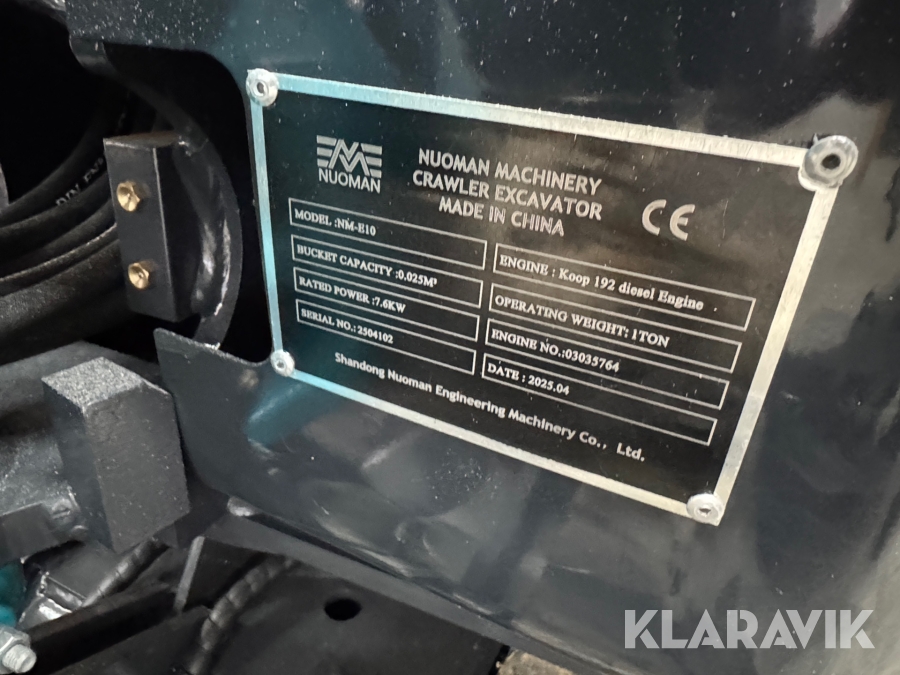 NUOMAN
NUOMAN MACHINERY
CRAWLER EXCAVATOR
MADE IN CHINA
CE
MODEL :NM-E10
BUCKET CAPACITY :0.025M³
RATED POWER :7.6KW
SERIAL NO.: 2504102
ENGINE : Koop 192 diesel Engine
OPERATING WEIGHT: 1TON
ENGINE NO.:03035764
DATE : 2025.04
Shandong Nuoman Engineering Machinery Co., Ltd.
KLARAVIK